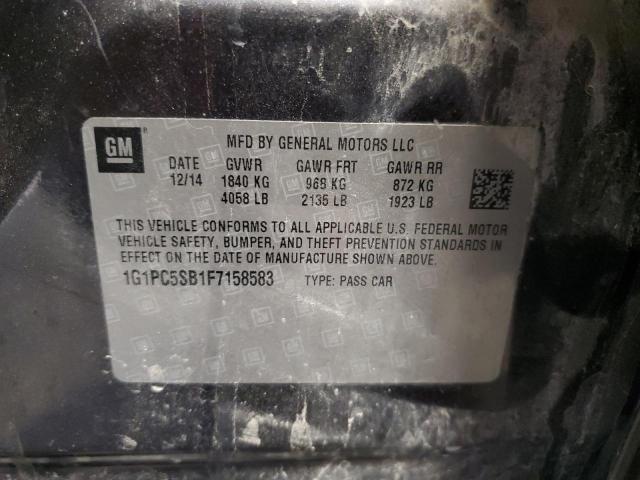 GM
MFD BY GENERAL MOTORS LLC
DATE GVWR GAWR FRT GAWR RR
12/14 1840 KG 968 KG 872 KG
4058 LB 2135 LB 1923 LB
THIS VEHICLE CONFORMS TO ALL APPLICABLE U.S. FEDERAL MOTOR
VEHICLE SAFETY, BUMPER, AND THEFT PREVENTION STANDARDS IN
EFFECT ON THE DATE OF MANUFACTURE SHOWN ABOVE.
1G1PC5SB1F7158583 TYPE: PASS CAR